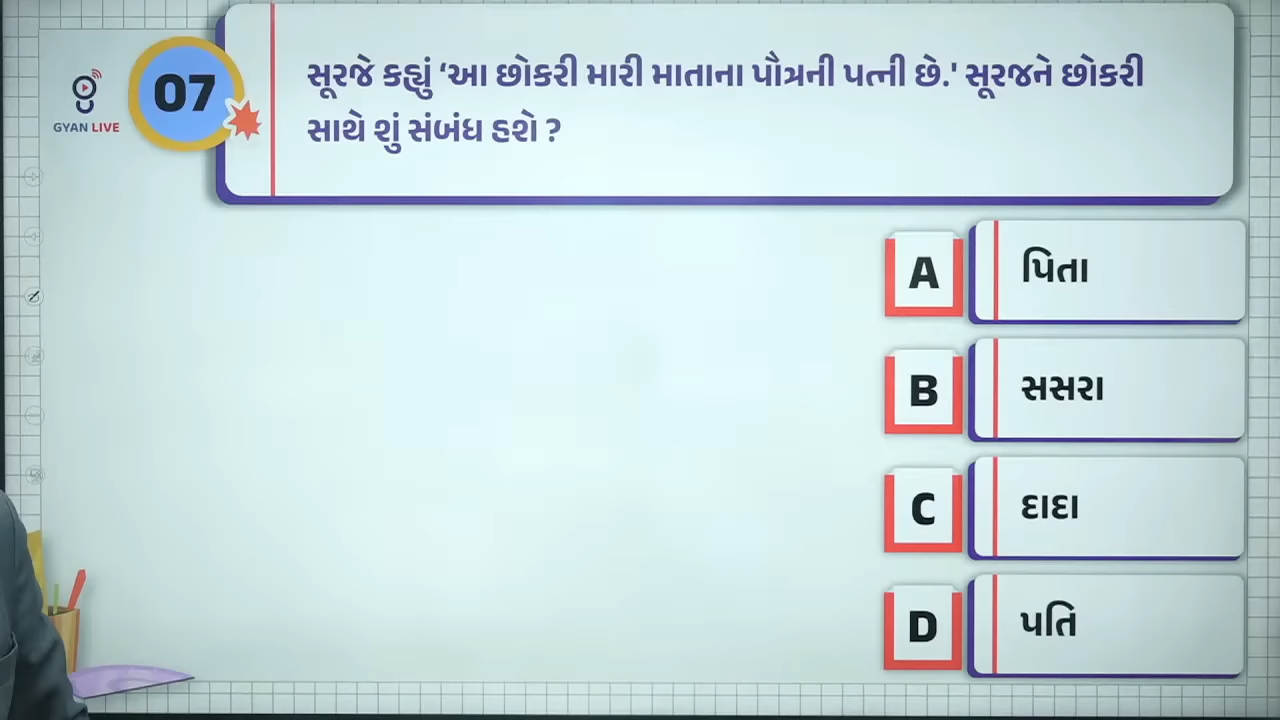 GYAN LIVE
07
સૂરજે કહ્યું ‘આ છોકરી મારી માતાના પૌત્રની પત્ની છે.' સૂરજને છોકરી
સાથે શું સંબંધ હશે ?
A પિતા
B સસરા
C દાદા
D પતિ